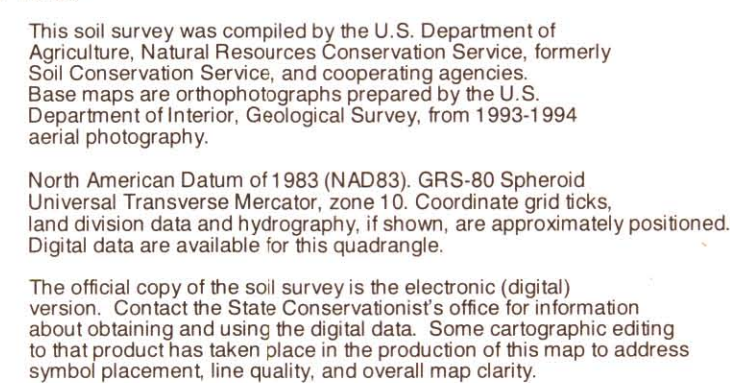 This soil survey was compiled by the U.S. Department of
Agriculture, Natural Resources Conservation Service, formerly
Soil Conservation Service, and cooperating agencies.
Base maps are orthophotographs prepared by the U.S.
Department of Interior, Geological Survey, from 1993-1994
aerial photography.
North American Datum of 1983 (NAD83). GRS-80 Spheroid
Universal Transverse Mercator, zone 10. Coordinate grid ticks,
land division data and hydrography, if shown, are approximately positioned.
Digital data are available for this quadrangle.
The official copy of the soil survey is the electronic (digital)
version. Contact the State Conservationist's office for information
about obtaining and using the digital data. Some cartographic editing
to that product has taken place in the production of this map to address
symbol placement, line quality, and overall map clarity.